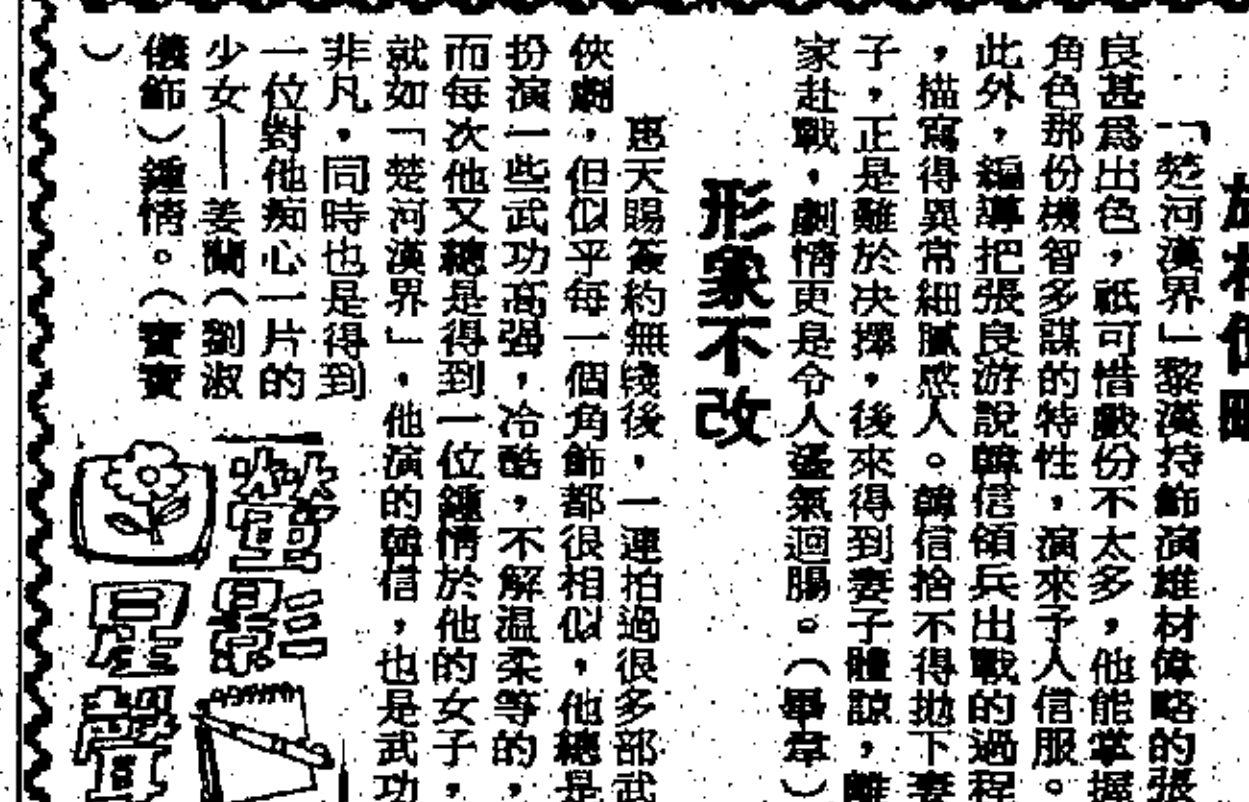 「楚河漢界」黎漢持飾演雄材偉略的張
良甚爲出色，祇可惜戲份不太多，他能掌握
角色那份機智多謀的特性，演來予人信服。
此外，編導把張良游說韓信領兵出戰的過程
，描寫得異常細膩感人。韓信捨不得拋下妻
子，正是難於決擇，後來得到妻子體諒，離
家赴戰，劇情更是令人盪氣迴腸。（畢韋）
形象不改
惠天賜簽約無綫後，一連拍過很多部武
俠劇，但似乎每一個角飾都很相似，他總是
扮演一些武功高强，冷酷，不解温柔等的，
而每次他又總是得到一位鍾情於他的女子，
就如「楚河漢界」，他演的韓信，也是武功
非凡，同時也是得到
一位對他痴心一片的
少女——姜蘭（劉淑
儀飾）鍾情。（寶寶
）
螢影
星